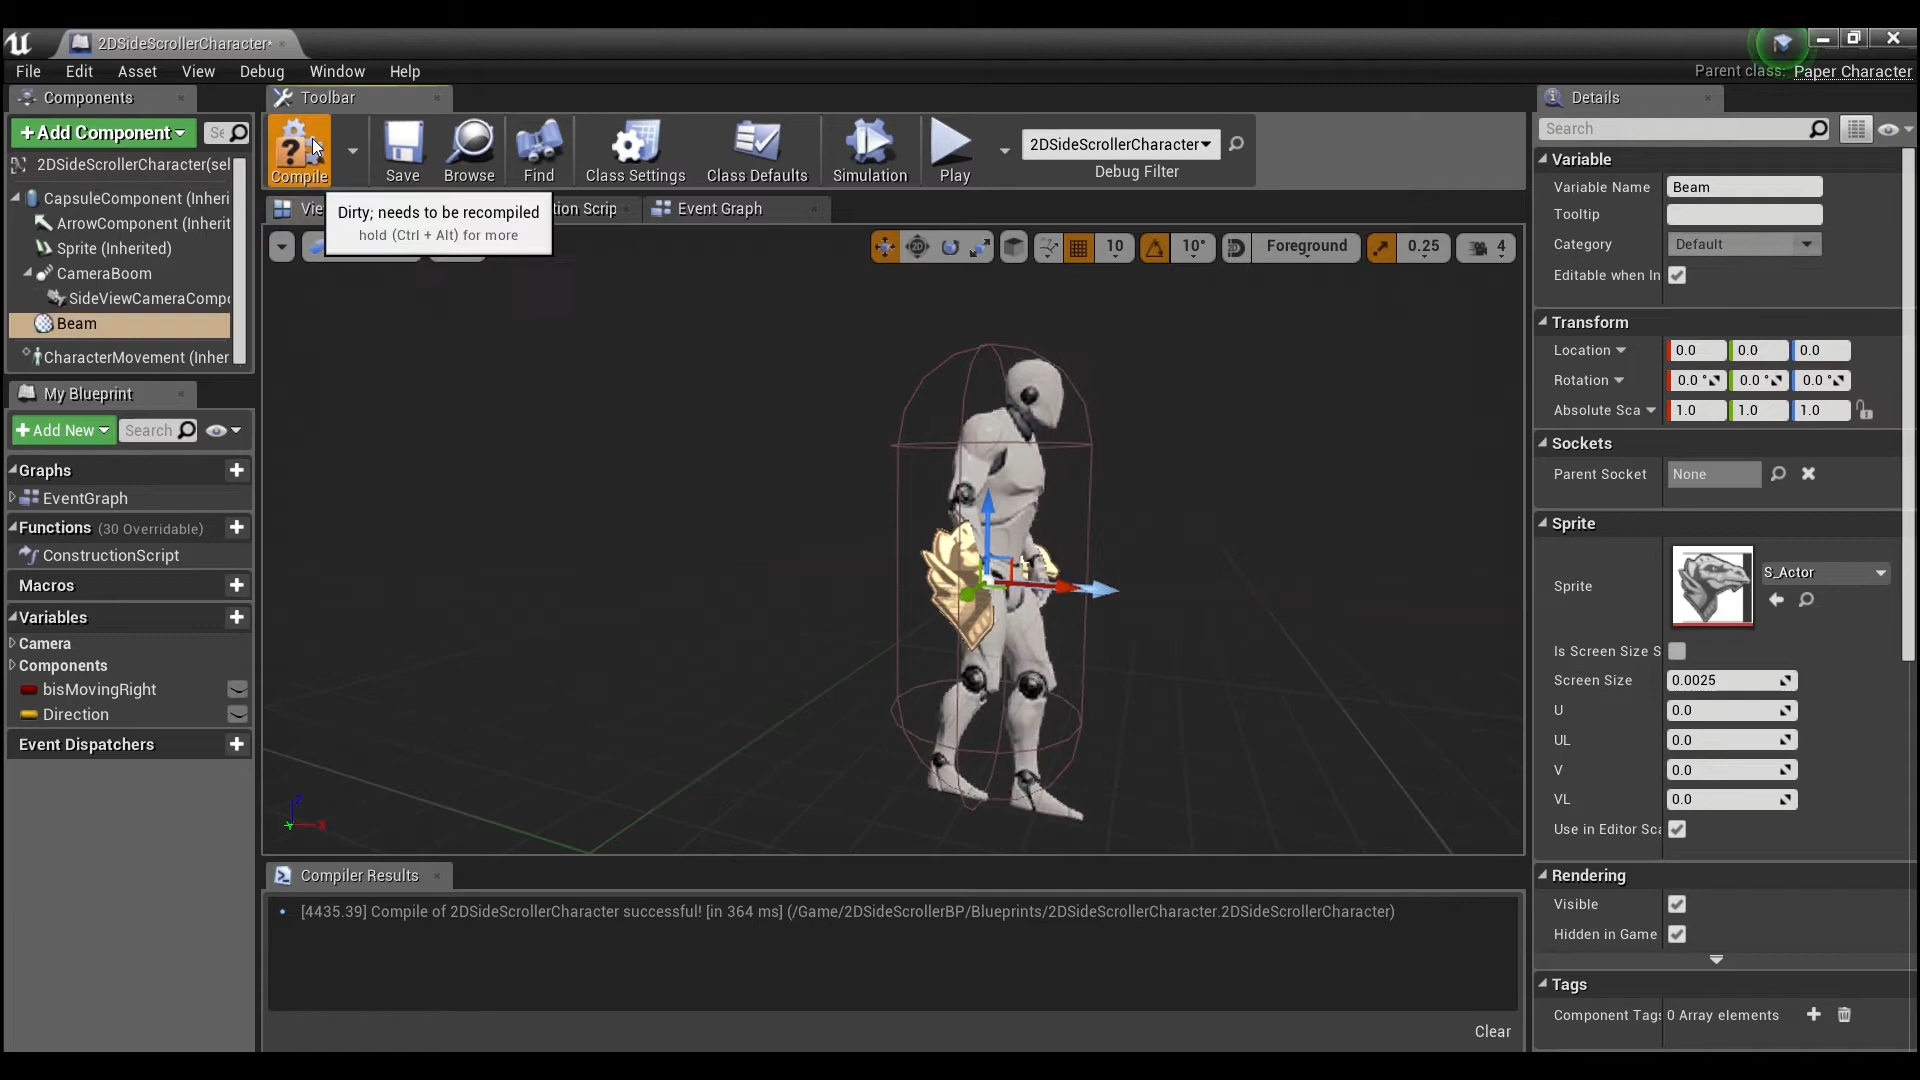 2DSideScrollerCharacter*
File Edit Asset View Debug Window Help
Parent class: Paper Character
Components
Add Component
Se
2DSideScrollerCharacter(sel
CapsuleComponent (Inheri
ArrowComponent (Inherit
Sprite (Inherited)
CameraBoom
SideViewCameraCompo
Beam
CharacterMovement (Inher
My Blueprint
Add New
Search
Graphs
EventGraph
Functions (30 Overridable)
ConstructionScript
Macros
Variables
Camera
Components
bisMovingRight
Direction
Event Dispatchers
Toolbar
Compile
Save
Browse
Find
Class Settings
Class Defaults
Simulation
Play
2DSideScrollerCharacter
Debug Filter
Dirty; needs to be recompiled
hold (Ctrl + Alt) for more
tion Scrip
Event Graph
10
10°
Foreground
0.25
4
Z
X
Compiler Results
[4435.39] Compile of 2DSideScrollerCharacter successful! [in 364 ms] (/Game/2DSideScrollerBP/Blueprints/2DSideScrollerCharacter.2DSideScrollerCharacter)
Clear
Details
Search
Variable
Variable Name Beam
Tooltip
Category Default
Editable when In
Transform
Location 0.0 0.0 0.0
Rotation 0.0 ° 0.0 ° 0.0 °
Absolute Sca 1.0 1.0 1.0
Sockets
Parent Socket None
Sprite
Sprite S_Actor
Is Screen Size S
Screen Size 0.0025
U 0.0
UL 0.0
V 0.0
VL 0.0
Use in Editor Sca
Rendering
Visible
Hidden in Game
Tags
Component Tags 0 Array elements